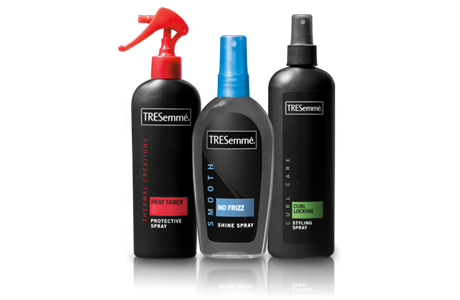 TRESemmé.
THERMAL CREATIONS
HEAT TAMER
PROTECTIVE
SPRAY
TRESemmé.
SMOOTH
NO FRIZZ
SHINE SPRAY
TRESemmé.
CURL CARE
CURL
LOCKING
STYLING
SPRAY